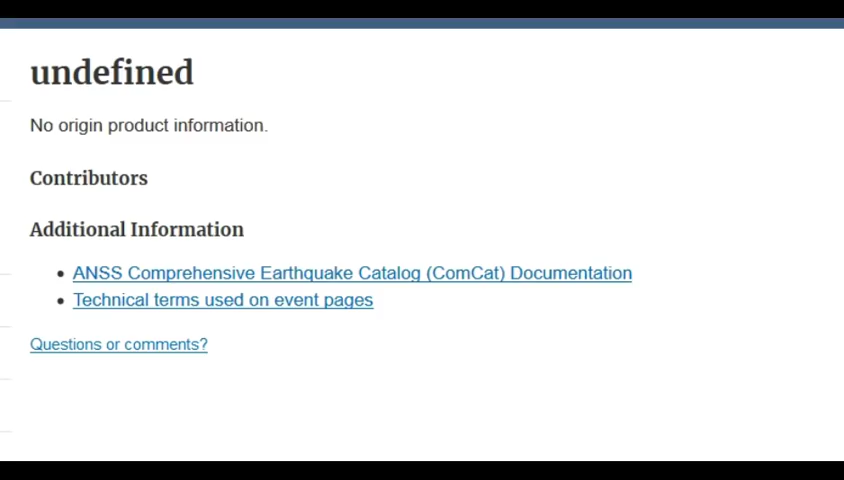 undefined
No origin product information.
Contributors
Additional Information
ANSS Comprehensive Earthquake Catalog (ComCat) Documentation
Technical terms used on event pages
Questions or comments?